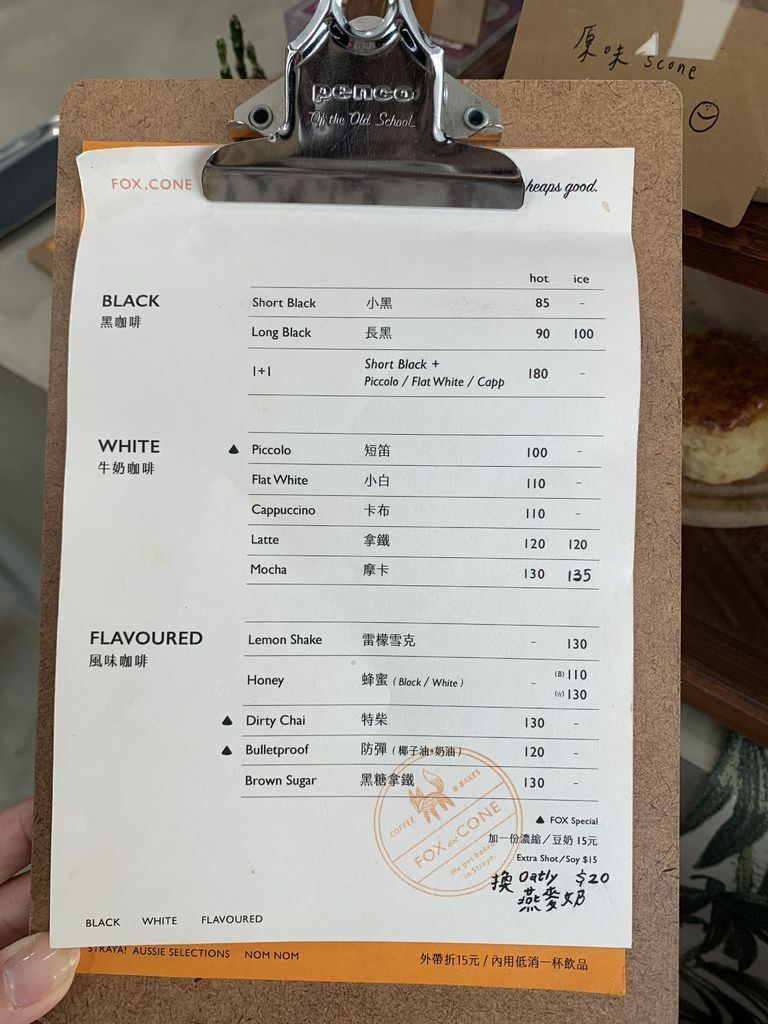 原味 scone
penco
Of the Old School
FOX.CONE
heaps good.
hot ice
BLACK
黑咖啡
Short Black 小黑 85 -
Long Black 長黑 90 100
1+1 Short Black +
Piccolo / Flat White / Capp 180 -
WHITE
牛奶咖啡
▲ Piccolo 短笛 100 -
Flat White 小白 110 -
Cappuccino 卡布 110 -
Latte 拿鐵 120 120
Mocha 摩卡 130 135
FLAVOURED
風味咖啡
Lemon Shake 雷檬雪克 - 130
Honey 蜂蜜 ( Black / White ) - (B) 110
(W) 130
▲ Dirty Chai 特柴 130 -
▲ Bulletproof 防彈 ( 椰子油+奶油 ) 120 -
Brown Sugar 黑糖拿鐵 130 -
COFFEE & BAKES
FOX dot CONE
We got baked
in Straya.
▲ FOX Special
加一份濃縮 / 豆奶 15元
Extra Shot / Soy $15
換 Oatly $20
燕麥奶
BLACK WHITE FLAVOURED
STRAYA! AUSSIE SELECTIONS NOM NOM
外帶折15元 / 內用低消一杯飲品